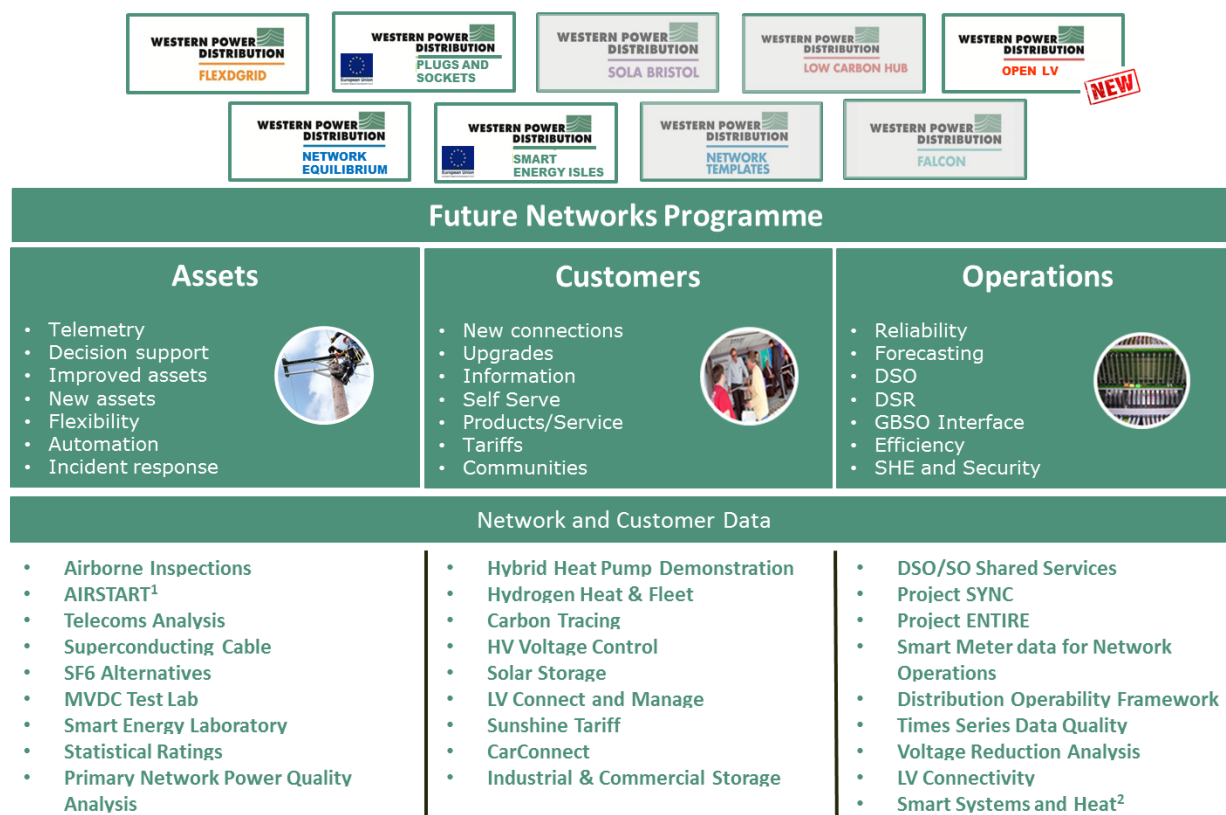 WESTERN POWER
DISTRIBUTION
FLEXDGRID
WESTERN POWER
DISTRIBUTION
PLUGS AND
SOCKETS
European Union
WESTERN POWER
DISTRIBUTION
SOLA BRISTOL
WESTERN POWER
DISTRIBUTION
LOW CARBON HUB
WESTERN POWER
DISTRIBUTION
OPEN LV
NEW
WESTERN POWER
DISTRIBUTION
NETWORK
EQUILIBRIUM
WESTERN POWER
DISTRIBUTION
SMART
ENERGY ISLES
European Union
WESTERN POWER
DISTRIBUTION
NETWORK
TEMPLATES
WESTERN POWER
DISTRIBUTION
FALCON
Future Networks Programme
Assets
• Telemetry
• Decision support
• Improved assets
• New assets
• Flexibility
• Automation
• Incident response
Customers
• New connections
• Upgrades
• Information
• Self Serve
• Products/Service
• Tariffs
• Communities
Operations
• Reliability
• Forecasting
• DSO
• DSR
• GBSO Interface
• Efficiency
• SHE and Security
Network and Customer Data
• Airborne Inspections
• AIRSTART¹
• Telecoms Analysis
• Superconducting Cable
• SF6 Alternatives
• MVDC Test Lab
• Smart Energy Laboratory
• Statistical Ratings
• Primary Network Power Quality
Analysis
• Hybrid Heat Pump Demonstration
• Hydrogen Heat & Fleet
• Carbon Tracing
• HV Voltage Control
• Solar Storage
• LV Connect and Manage
• Sunshine Tariff
• CarConnect
• Industrial & Commercial Storage
• DSO/SO Shared Services
• Project SYNC
• Project ENTIRE
• Smart Meter data for Network
Operations
• Distribution Operability Framework
• Times Series Data Quality
• Voltage Reduction Analysis
• LV Connectivity
• Smart Systems and Heat²